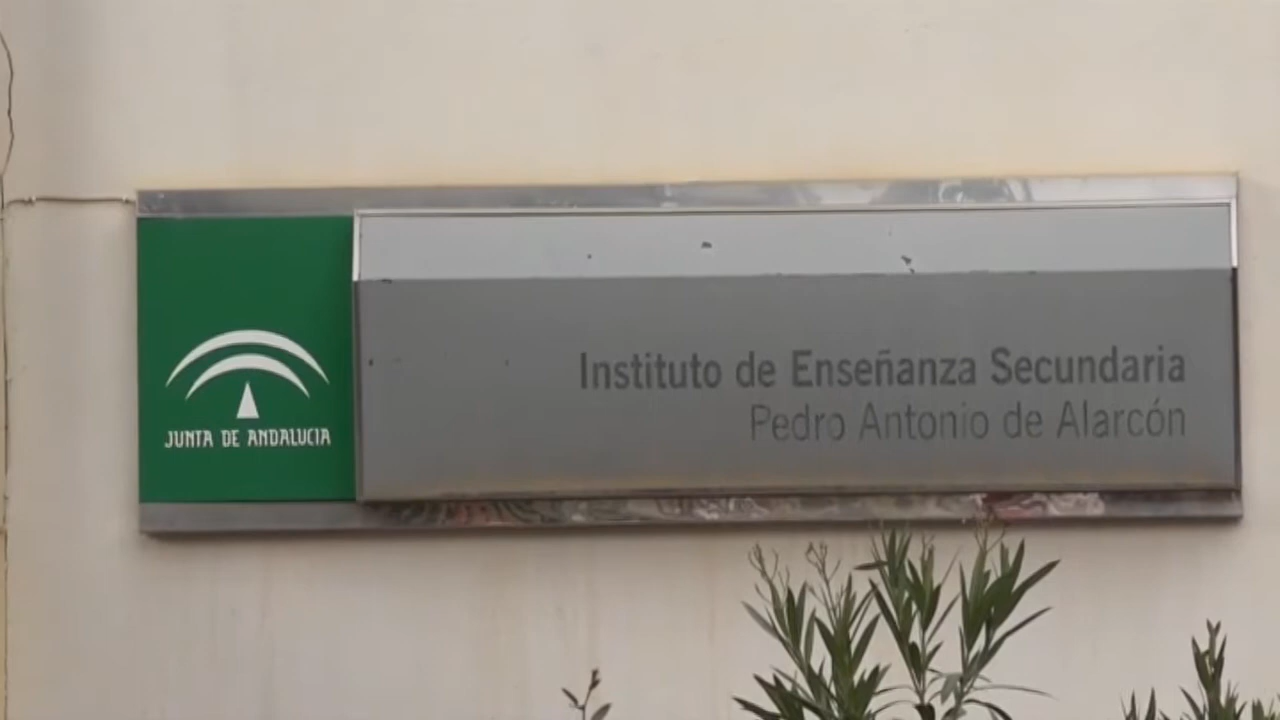 JUNTA DE ANDALUCIA
Instituto de Enseñanza Secundaria
Pedro Antonio de Alarcón